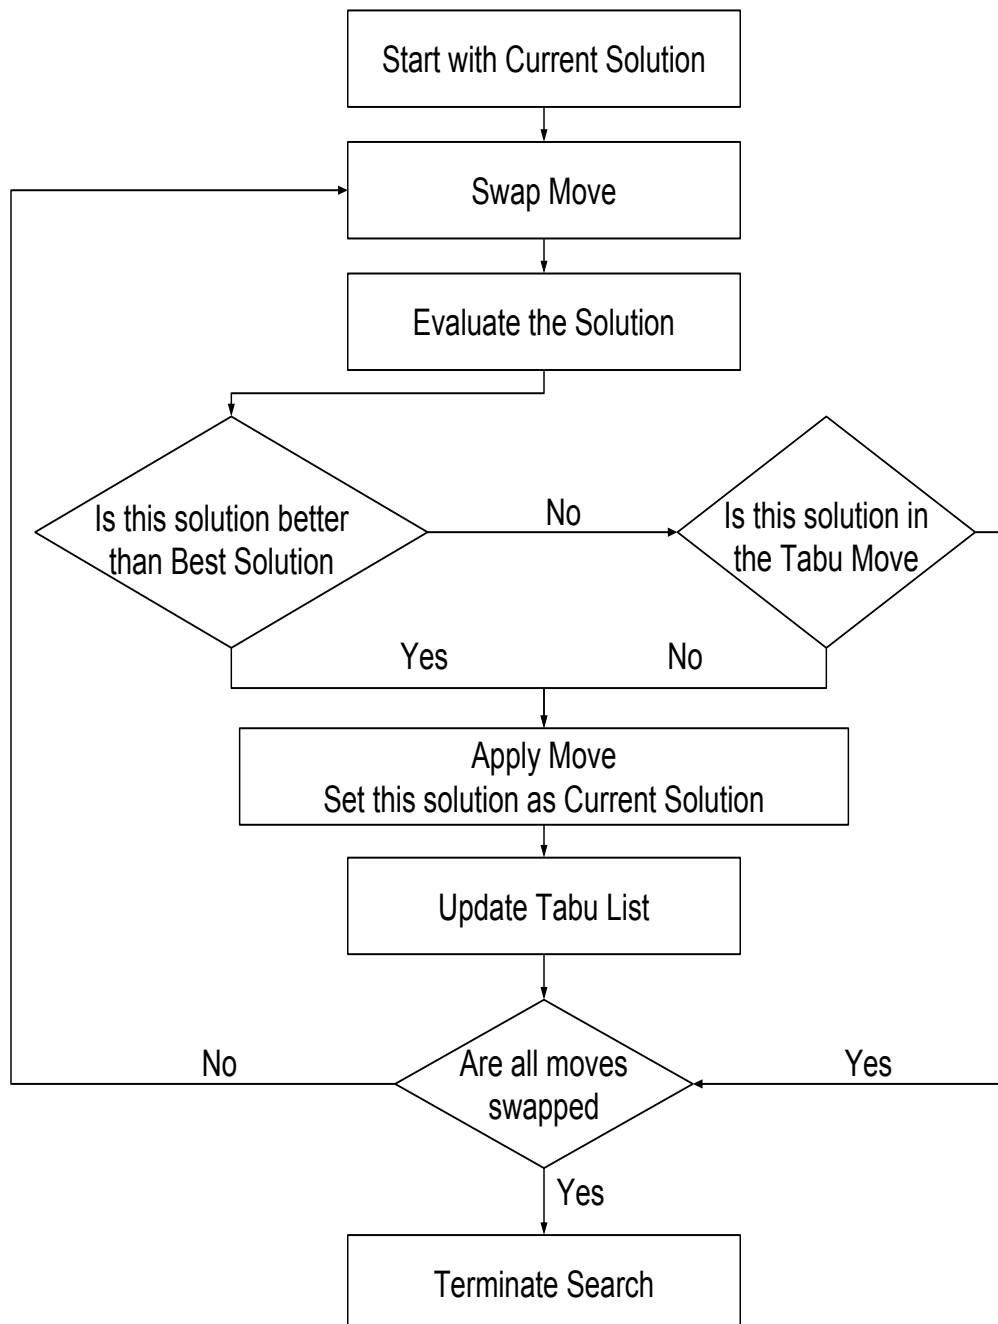 Start with Current Solution
Swap Move
Evaluate the Solution
Is this solution better
than Best Solution
No
Is this solution in
the Tabu Move
Yes
No
Apply Move
Set this solution as Current Solution
Update Tabu List
No
Are all moves
swapped
Yes
Yes
Terminate Search